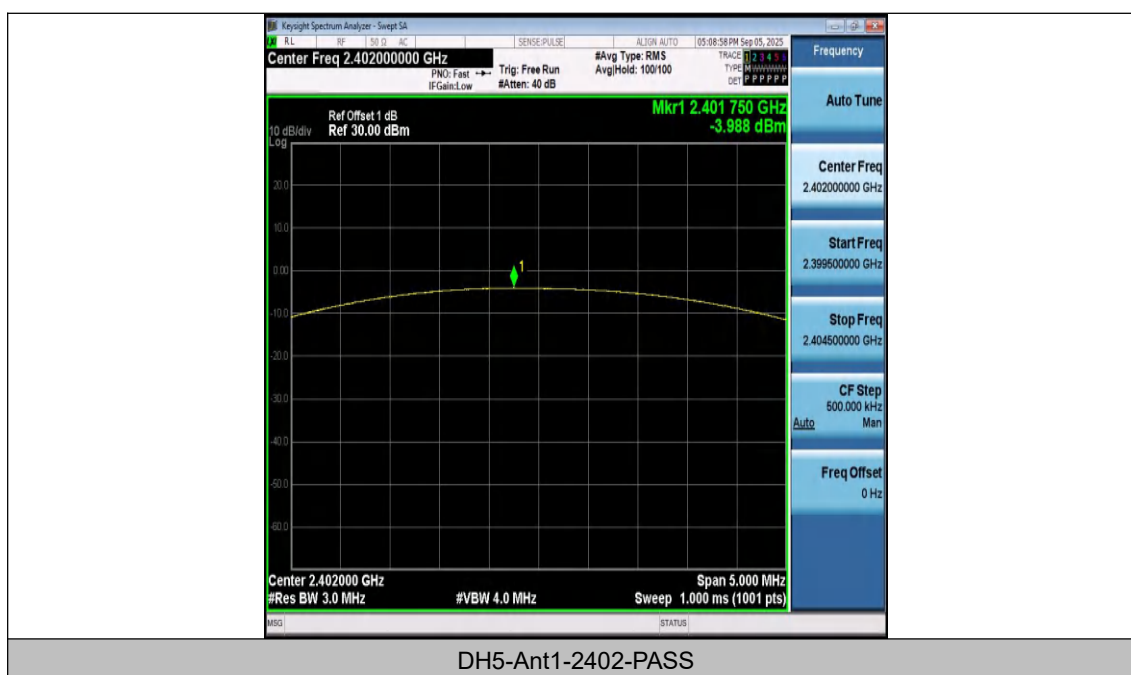 Keysight Spectrum Analyzer - Swept SA
RL RF 50 Ω AC SENSE:PULSE ALIGN AUTO 05:08:58 PM Sep 05, 2025
Center Freq 2.402000000 GHz #Avg Type: RMS TRACE 1 2 3 4 5 6
PNO: Fast Trig: Free Run Avg|Hold: 100/100 TYPE M
IFGain:Low #Atten: 40 dB DET P P P P P P
Mkr1 2.401 750 GHz
-3.988 dBm
Ref Offset 1 dB
10 dB/div Ref 30.00 dBm
Log
20.0
10.0
0.00
-10.0
-20.0
-30.0
-40.0
-50.0
-60.0
1
Center 2.402000 GHz Span 5.000 MHz
#Res BW 3.0 MHz #VBW 4.0 MHz Sweep 1.000 ms (1001 pts)
MSG STATUS
Frequency
Auto Tune
Center Freq
2.402000000 GHz
Start Freq
2.399500000 GHz
Stop Freq
2.404500000 GHz
CF Step
500.000 kHz
Auto Man
Freq Offset
0 Hz
DH5-Ant1-2402-PASS